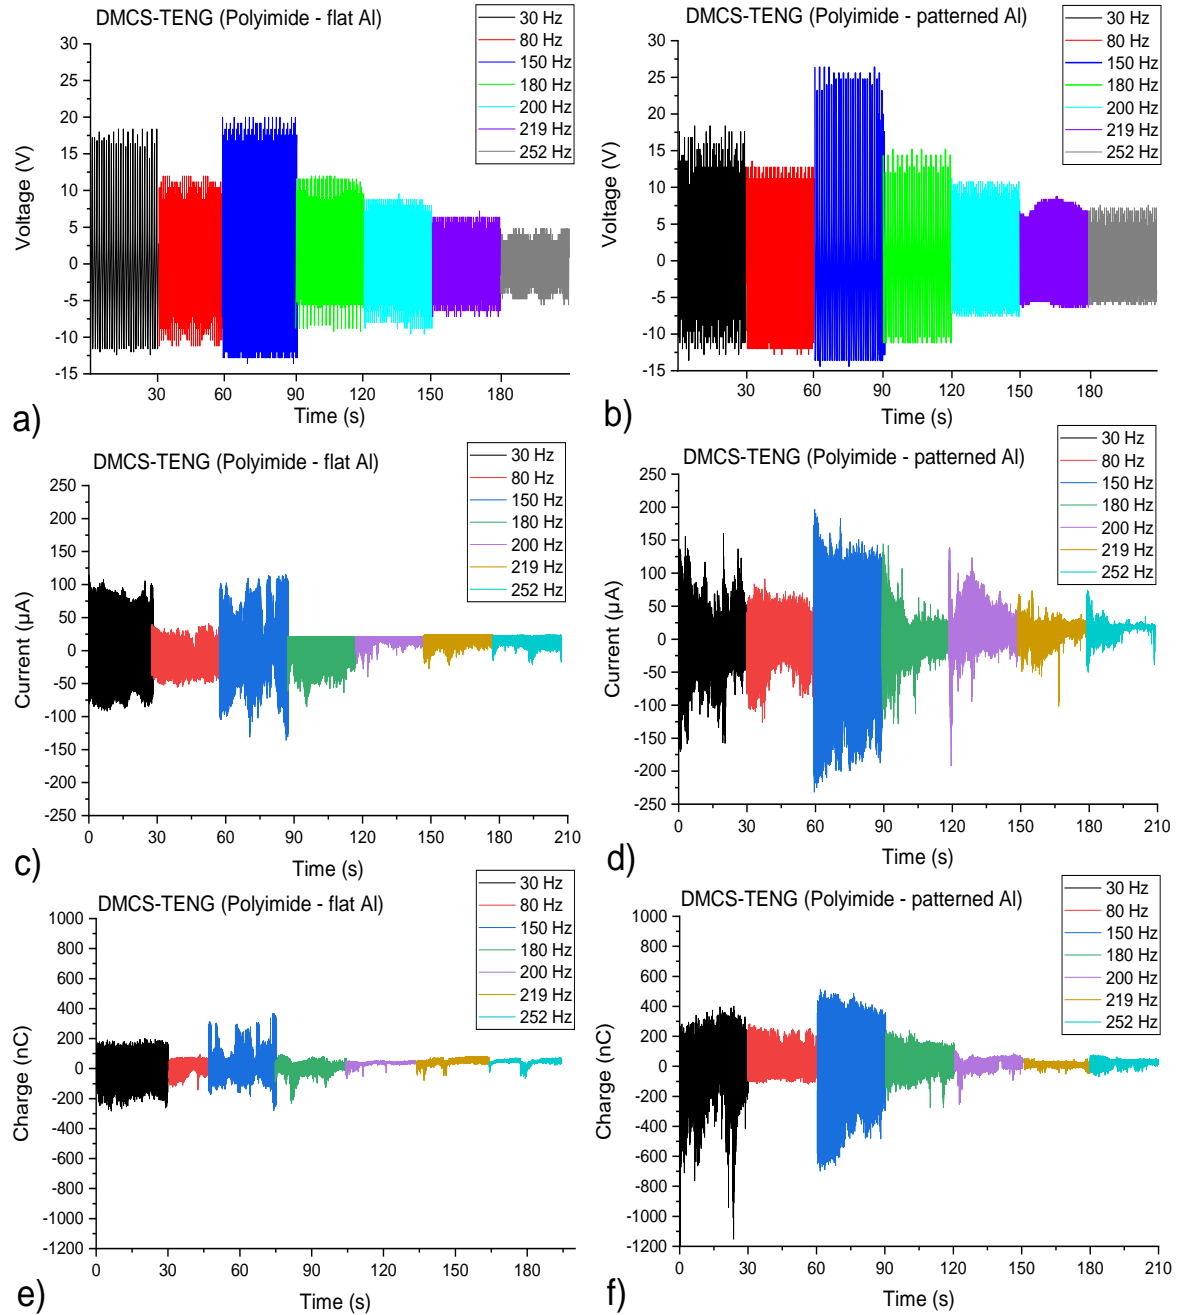 DMCS-TENG (Polyimide - flat Al)
30 Hz
80 Hz
150 Hz
180 Hz
200 Hz
219 Hz
252 Hz
Voltage (V)
30
25
20
15
10
5
0
-5
-10
-15
30 60 90 120 150 180
Time (s)
a)
DMCS-TENG (Polyimide - patterned Al)
30 Hz
80 Hz
150 Hz
180 Hz
200 Hz
219 Hz
252 Hz
Voltage (V)
30
25
20
15
10
5
0
-5
-10
-15
30 60 90 120 150 180
Time (s)
b)
DMCS-TENG (Polyimide - flat Al)
30 Hz
80 Hz
150 Hz
180 Hz
200 Hz
219 Hz
252 Hz
Current (µA)
250
200
150
100
50
0
-50
-100
-150
-200
-250
0 30 60 90 120 150 180 210
Time (s)
c)
DMCS-TENG (Polyimide - patterned Al)
30 Hz
80 Hz
150 Hz
180 Hz
200 Hz
219 Hz
252 Hz
Current (µA)
250
200
150
100
50
0
-50
-100
-150
-200
-250
0 30 60 90 120 150 180 210
Time (s)
d)
DMCS-TENG (Polyimide - flat Al)
30 Hz
80 Hz
150 Hz
180 Hz
200 Hz
219 Hz
252 Hz
Charge (nC)
1000
800
600
400
200
0
-200
-400
-600
-800
-1000
-1200
0 30 60 90 120 150 180
Time (s)
e)
DMCS-TENG (Polyimide - patterned Al)
30 Hz
80 Hz
150 Hz
180 Hz
200 Hz
219 Hz
252 Hz
Charge (nC)
1000
800
600
400
200
0
-200
-400
-600
-800
-1000
-1200
0 30 60 90 120 150 180 210
Time (s)
f)